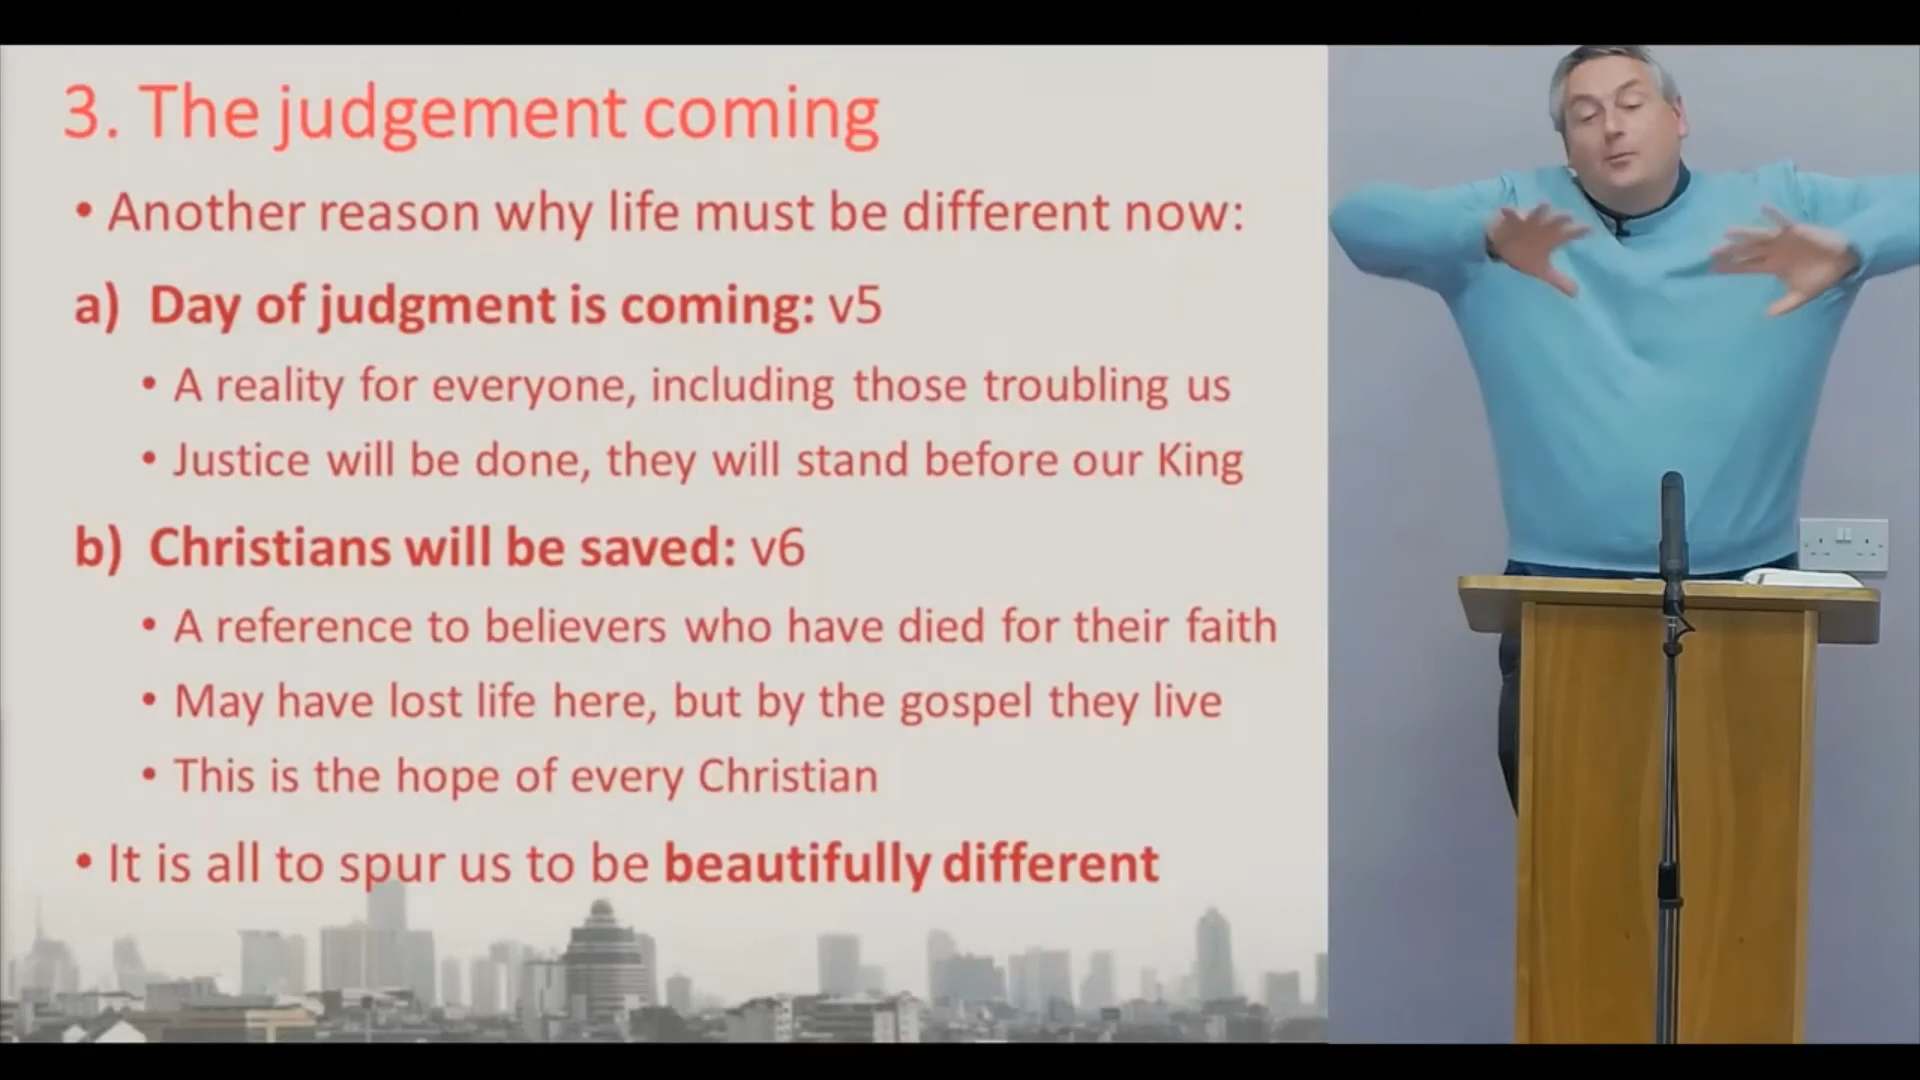 3. The judgement coming
• Another reason why life must be different now:
a) Day of judgment is coming: v5
• A reality for everyone, including those troubling us
• Justice will be done, they will stand before our King
b) Christians will be saved: v6
• A reference to believers who have died for their faith
• May have lost life here, but by the gospel they live
• This is the hope of every Christian
• It is all to spur us to be beautifully different